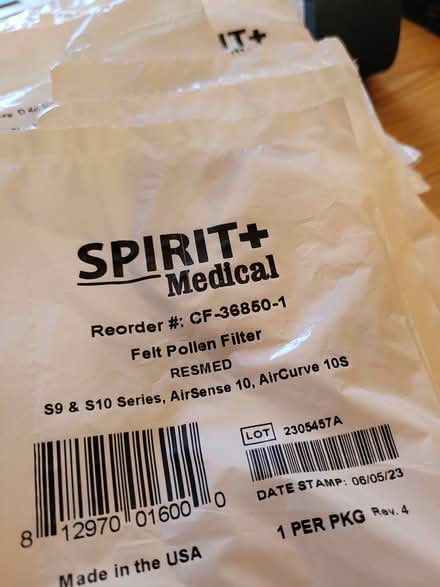 IT+
SPIRIT+
Medical
Reorder #: CF-36850-1
Felt Pollen Filter
RESMED
S9 & S10 Series, AirSense 10, AirCurve 10S
LOT 2305457A
DATE STAMP: 06/05/23
8 12970 01600 0
1 PER PKG Rev. 4
Made in the USA